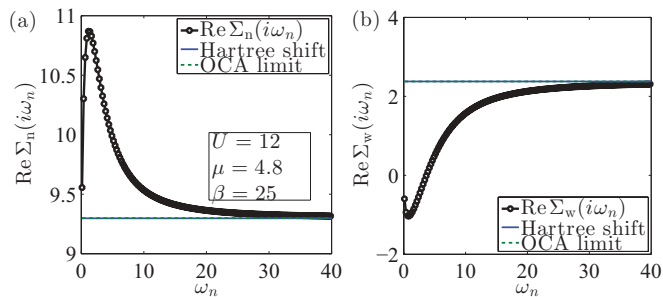 (a)
Re Σn(iωn)
11
10.5
10
9.5
9
0 10 20 30 40
ωn
Re Σn(iωn)
Hartree shift
OCA limit
U = 12
μ = 4.8
β = 25
(b)
Re Σw(iωn)
4
2
0
−2
0 10 20 30 40
ωn
Re Σw(iωn)
Hartree shift
OCA limit